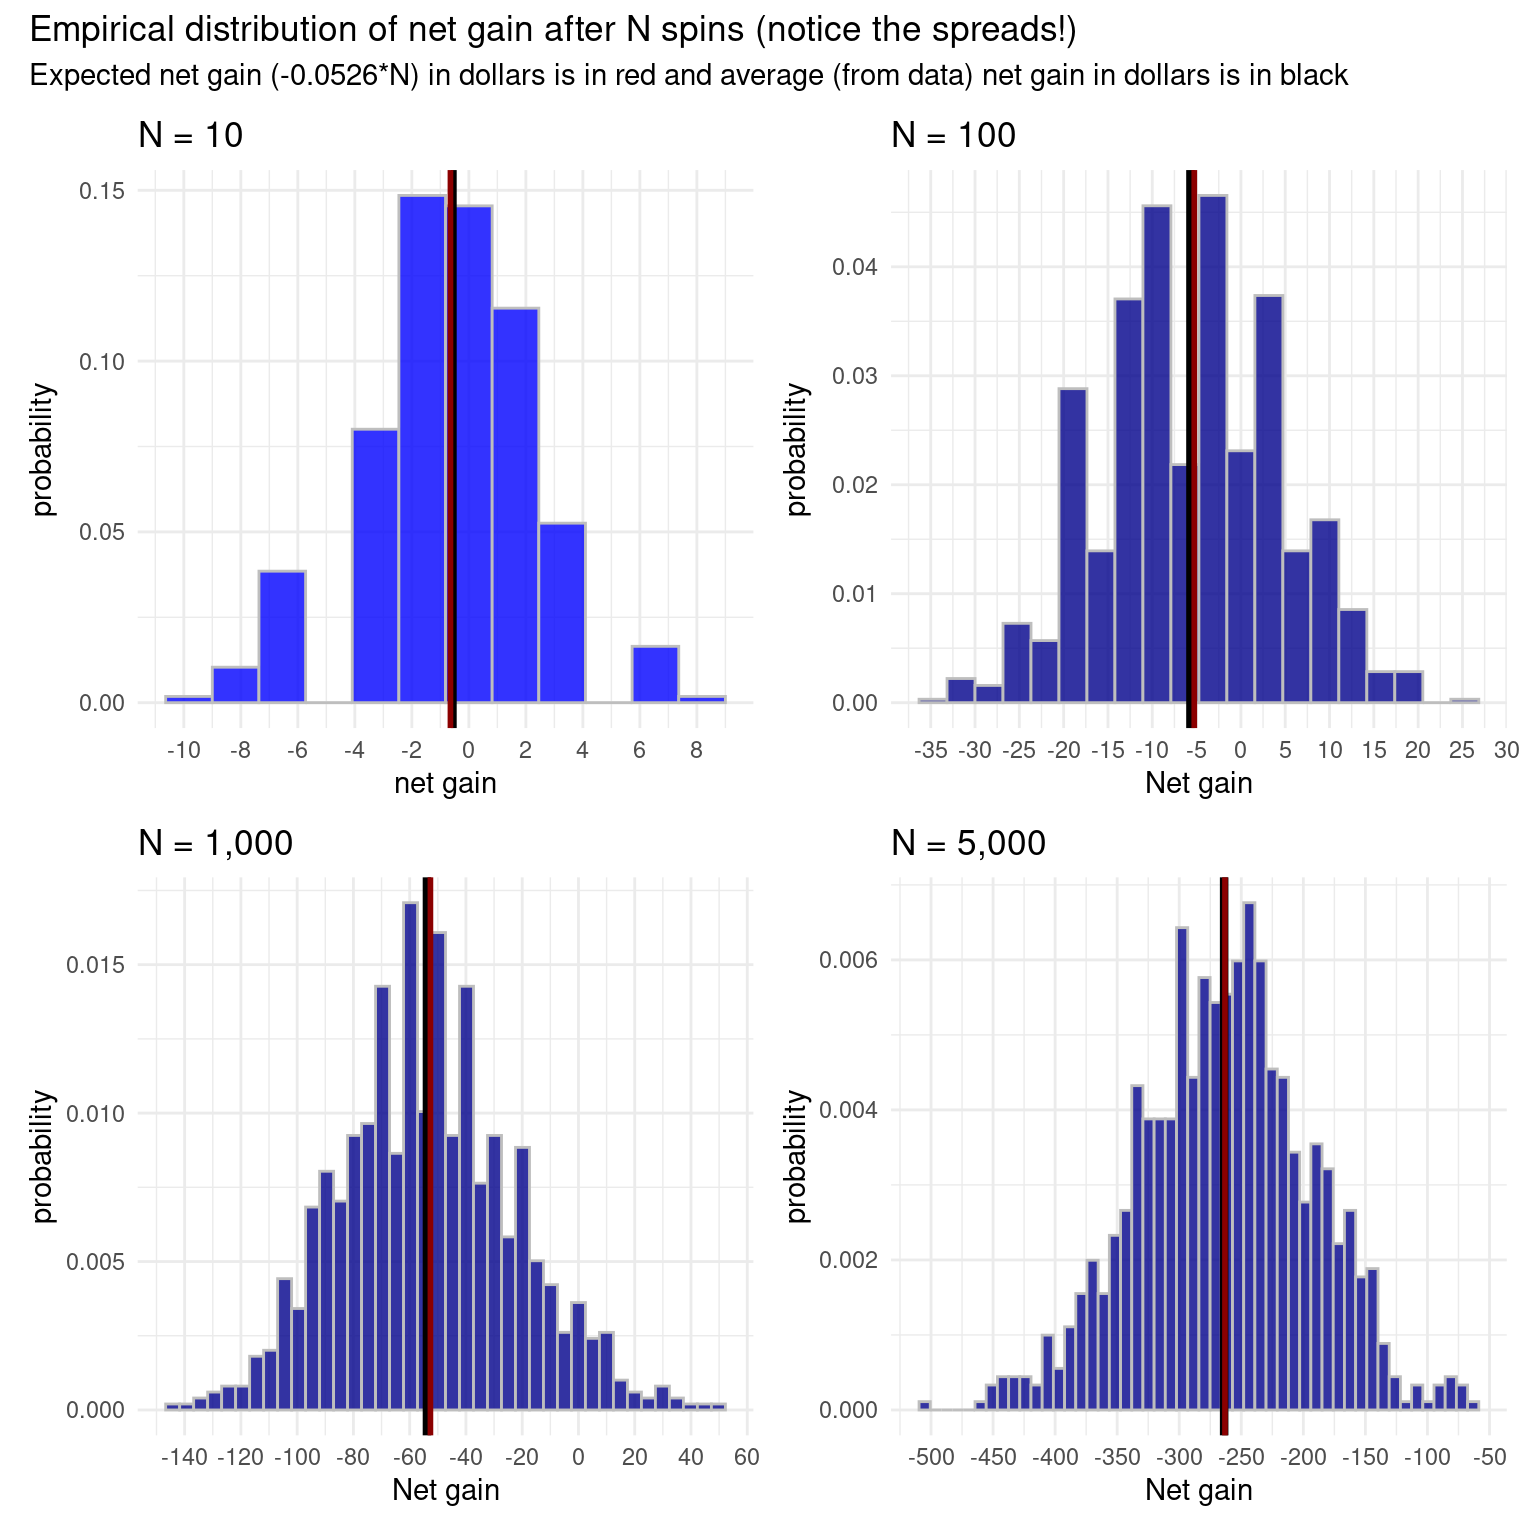 Empirical distribution of net gain after N spins (notice the spreads!)
Expected net gain (-0.0526*N) in dollars is in red and average (from data) net gain in dollars is in black
N = 10
probability
0.15
0.10
0.05
0.00
-10 -8 -6 -4 -2 0 2 4 6 8
net gain
N = 100
probability
0.04
0.03
0.02
0.01
0.00
-35 -30 -25 -20 -15 -10 -5 0 5 10 15 20 25 30
Net gain
N = 1,000
probability
0.015
0.010
0.005
0.000
-140 -120 -100 -80 -60 -40 -20 0 20 40 60
Net gain
N = 5,000
probability
0.006
0.004
0.002
0.000
-500 -450 -400 -350 -300 -250 -200 -150 -100 -50
Net gain